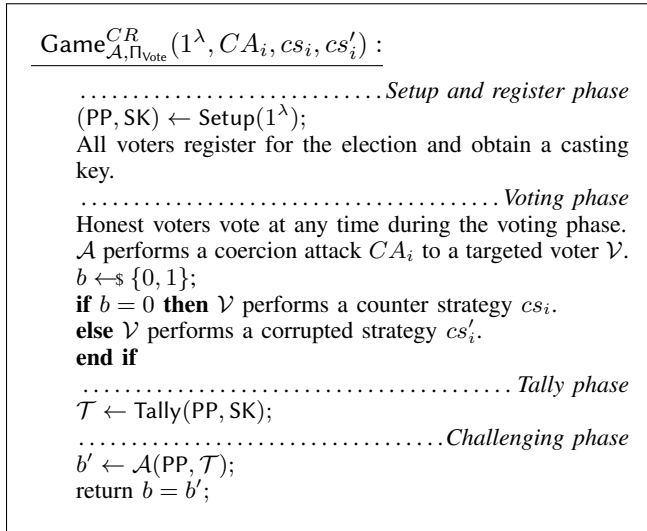 Game^{CR}_{𝒜,Π_Vote}(1^λ, CA_i, cs_i, cs'_i) :
..............................Setup and register phase
(PP, SK) ← Setup(1^λ);
All voters register for the election and obtain a casting
key.
..........................................Voting phase
Honest voters vote at any time during the voting phase.
𝒜 performs a coercion attack CA_i to a targeted voter 𝒱.
b ←$ {0, 1};
if b = 0 then 𝒱 performs a counter strategy cs_i.
else 𝒱 performs a corrupted strategy cs'_i.
end if
...........................................Tally phase
𝒯 ← Tally(PP, SK);
....................................Challenging phase
b' ← 𝒜(PP, 𝒯);
return b = b';